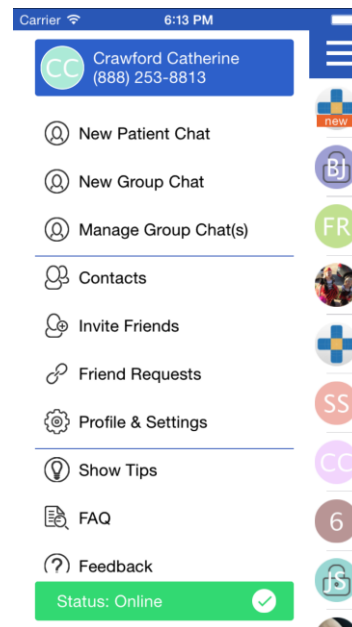 Carrier 6:13 PM
CC Crawford Catherine
(888) 253-8813
new
New Patient Chat
BJ
New Group Chat
FR
Manage Group Chat(s)
Contacts
Invite Friends
Friend Requests
SS
Profile & Settings
CC
Show Tips
6
FAQ
Feedback
JS
Status: Online